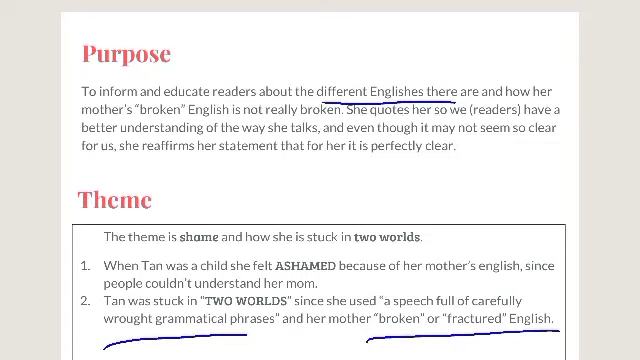 Purpose
To inform and educate readers about the different Englishes there are and how her
mother's "broken" English is not really broken. She quotes her so we (readers) have a
better understanding of the way she talks, and even though it may not seem so clear
for us, she reaffirms her statement that for her it is perfectly clear.
Theme
The theme is shame and how she is stuck in two worlds.
1. When Tan was a child she felt ASHAMED because of her mother's english, since
people couldn't understand her mom.
2. Tan was stuck in "TWO WORLDS" since she used "a speech full of carefully
wrought grammatical phrases" and her mother "broken" or "fractured" English.